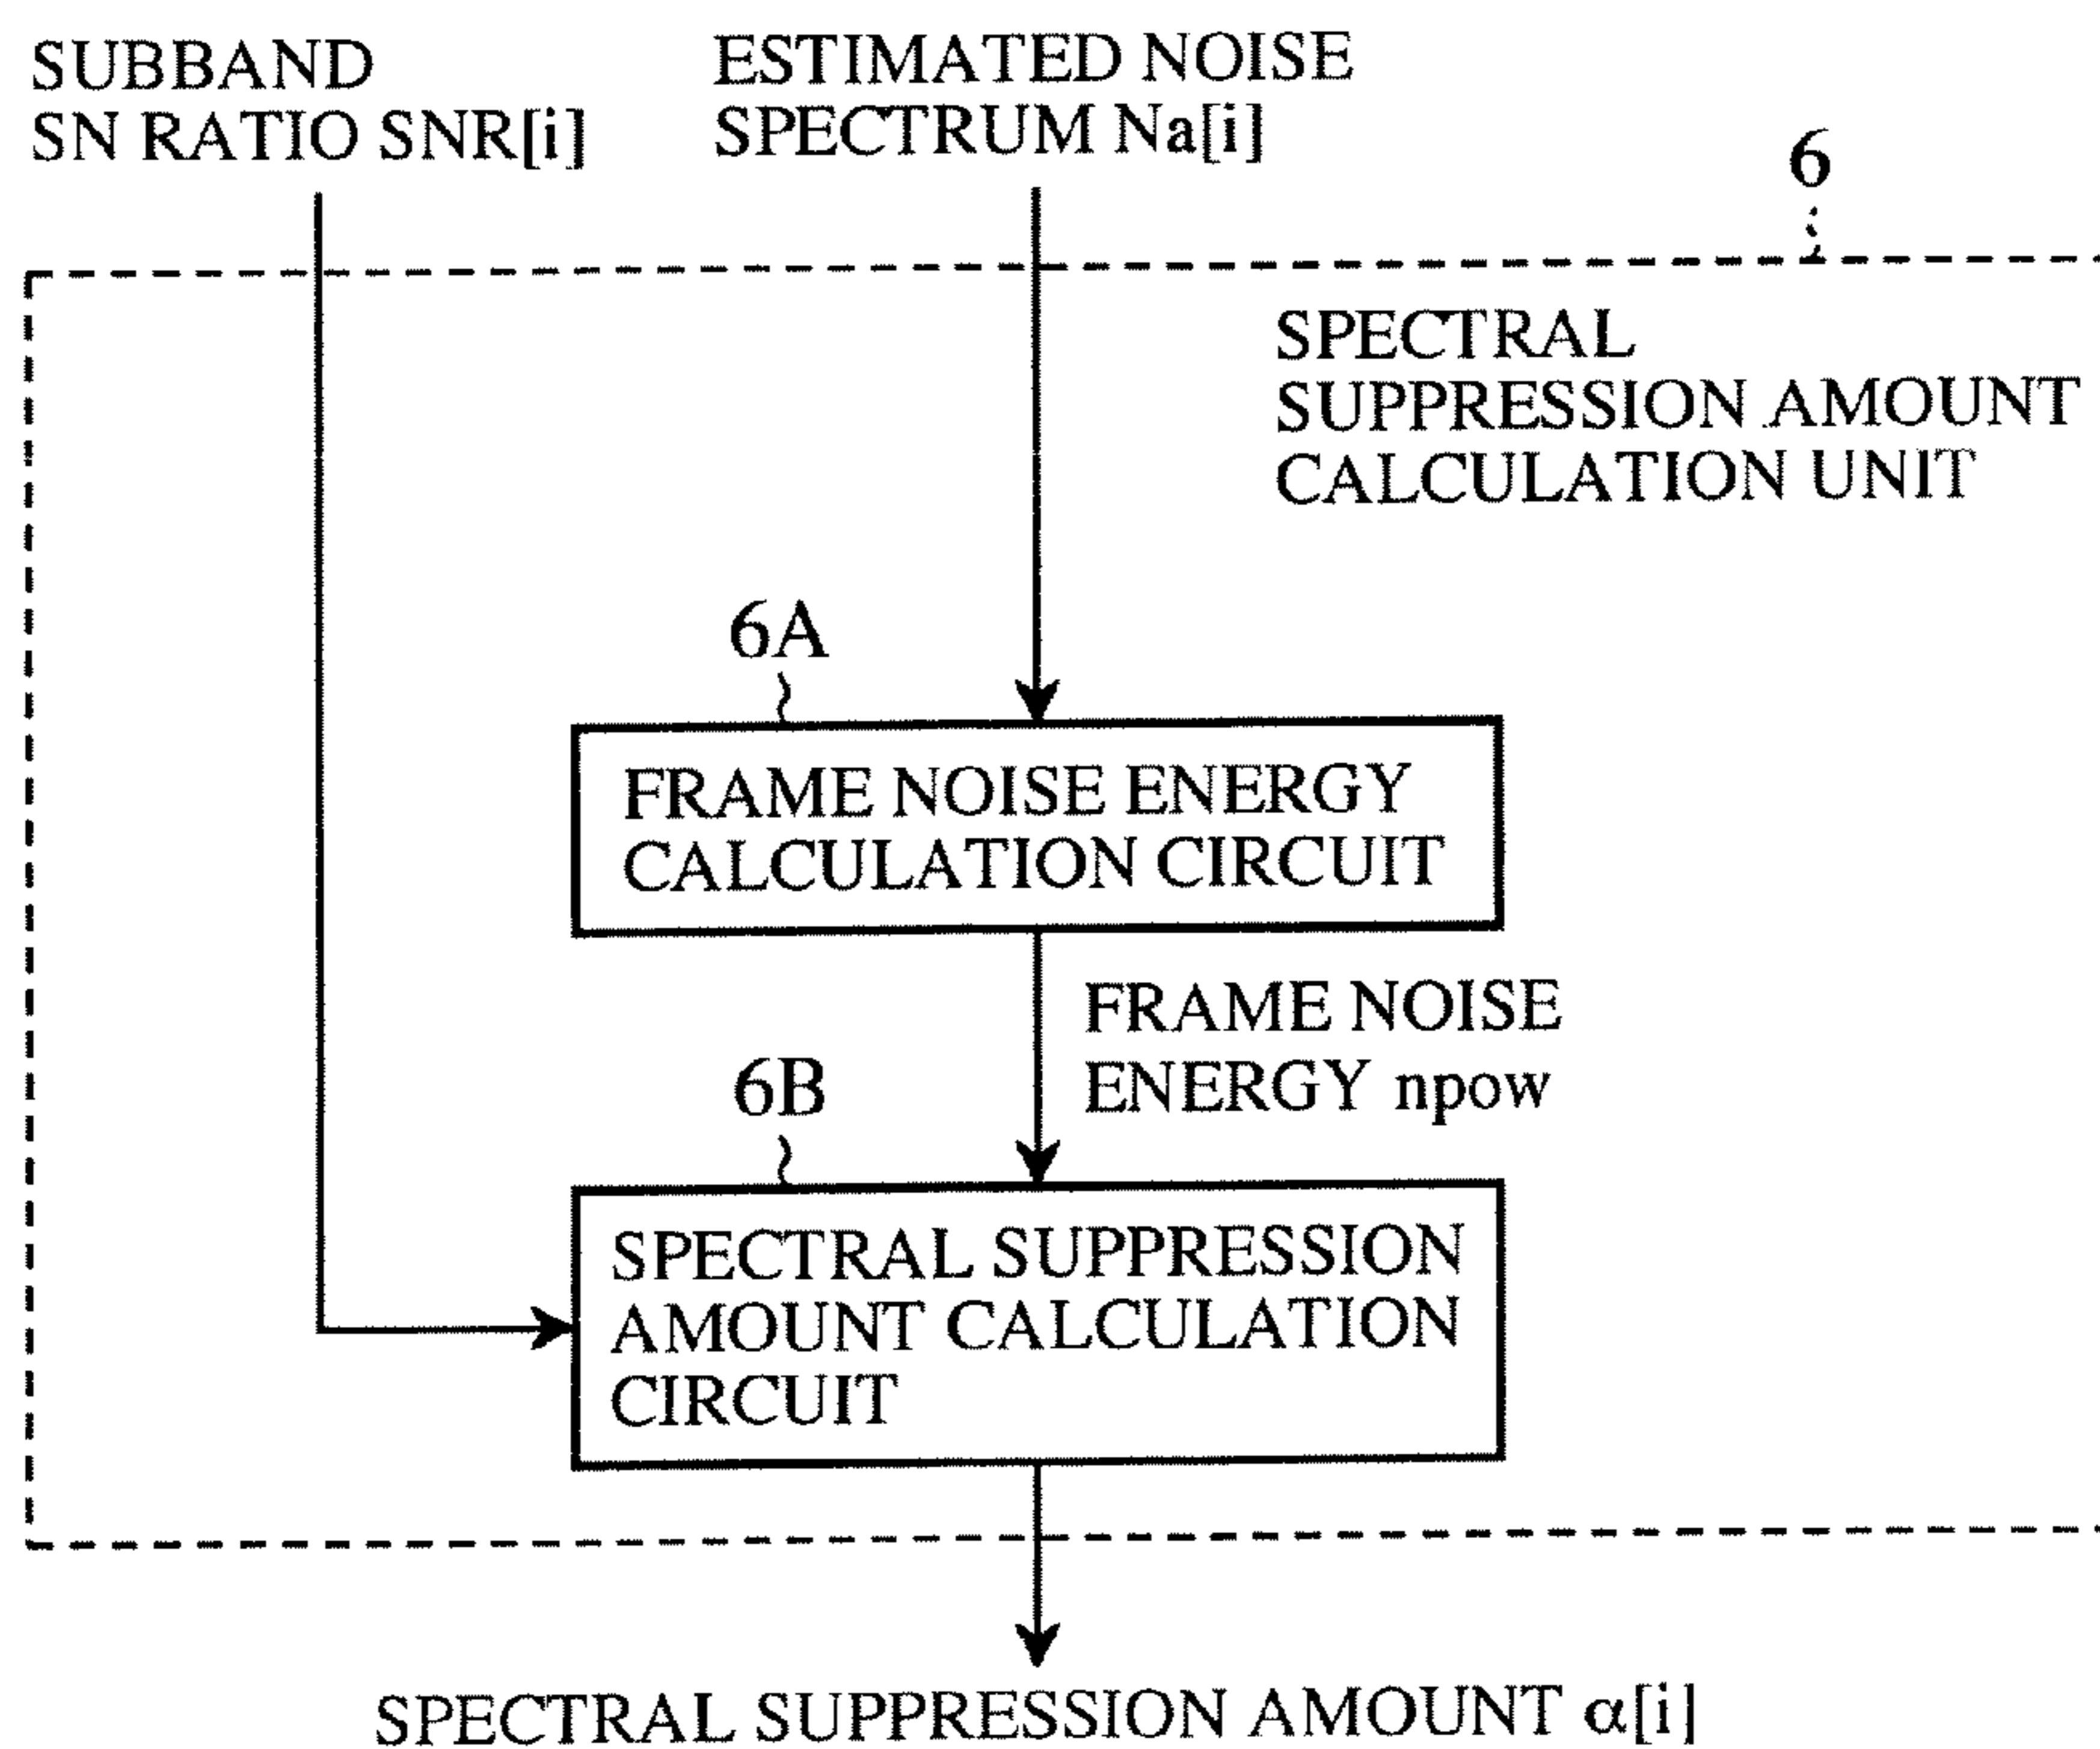 SUBBAND
SN RATIO SNR[i]
ESTIMATED NOISE
SPECTRUM Na[i]
6
SPECTRAL
SUPPRESSION AMOUNT
CALCULATION UNIT
6A
FRAME NOISE ENERGY
CALCULATION CIRCUIT
FRAME NOISE
ENERGY npow
6B
SPECTRAL SUPPRESSION
AMOUNT CALCULATION
CIRCUIT
SPECTRAL SUPPRESSION AMOUNT α[i]